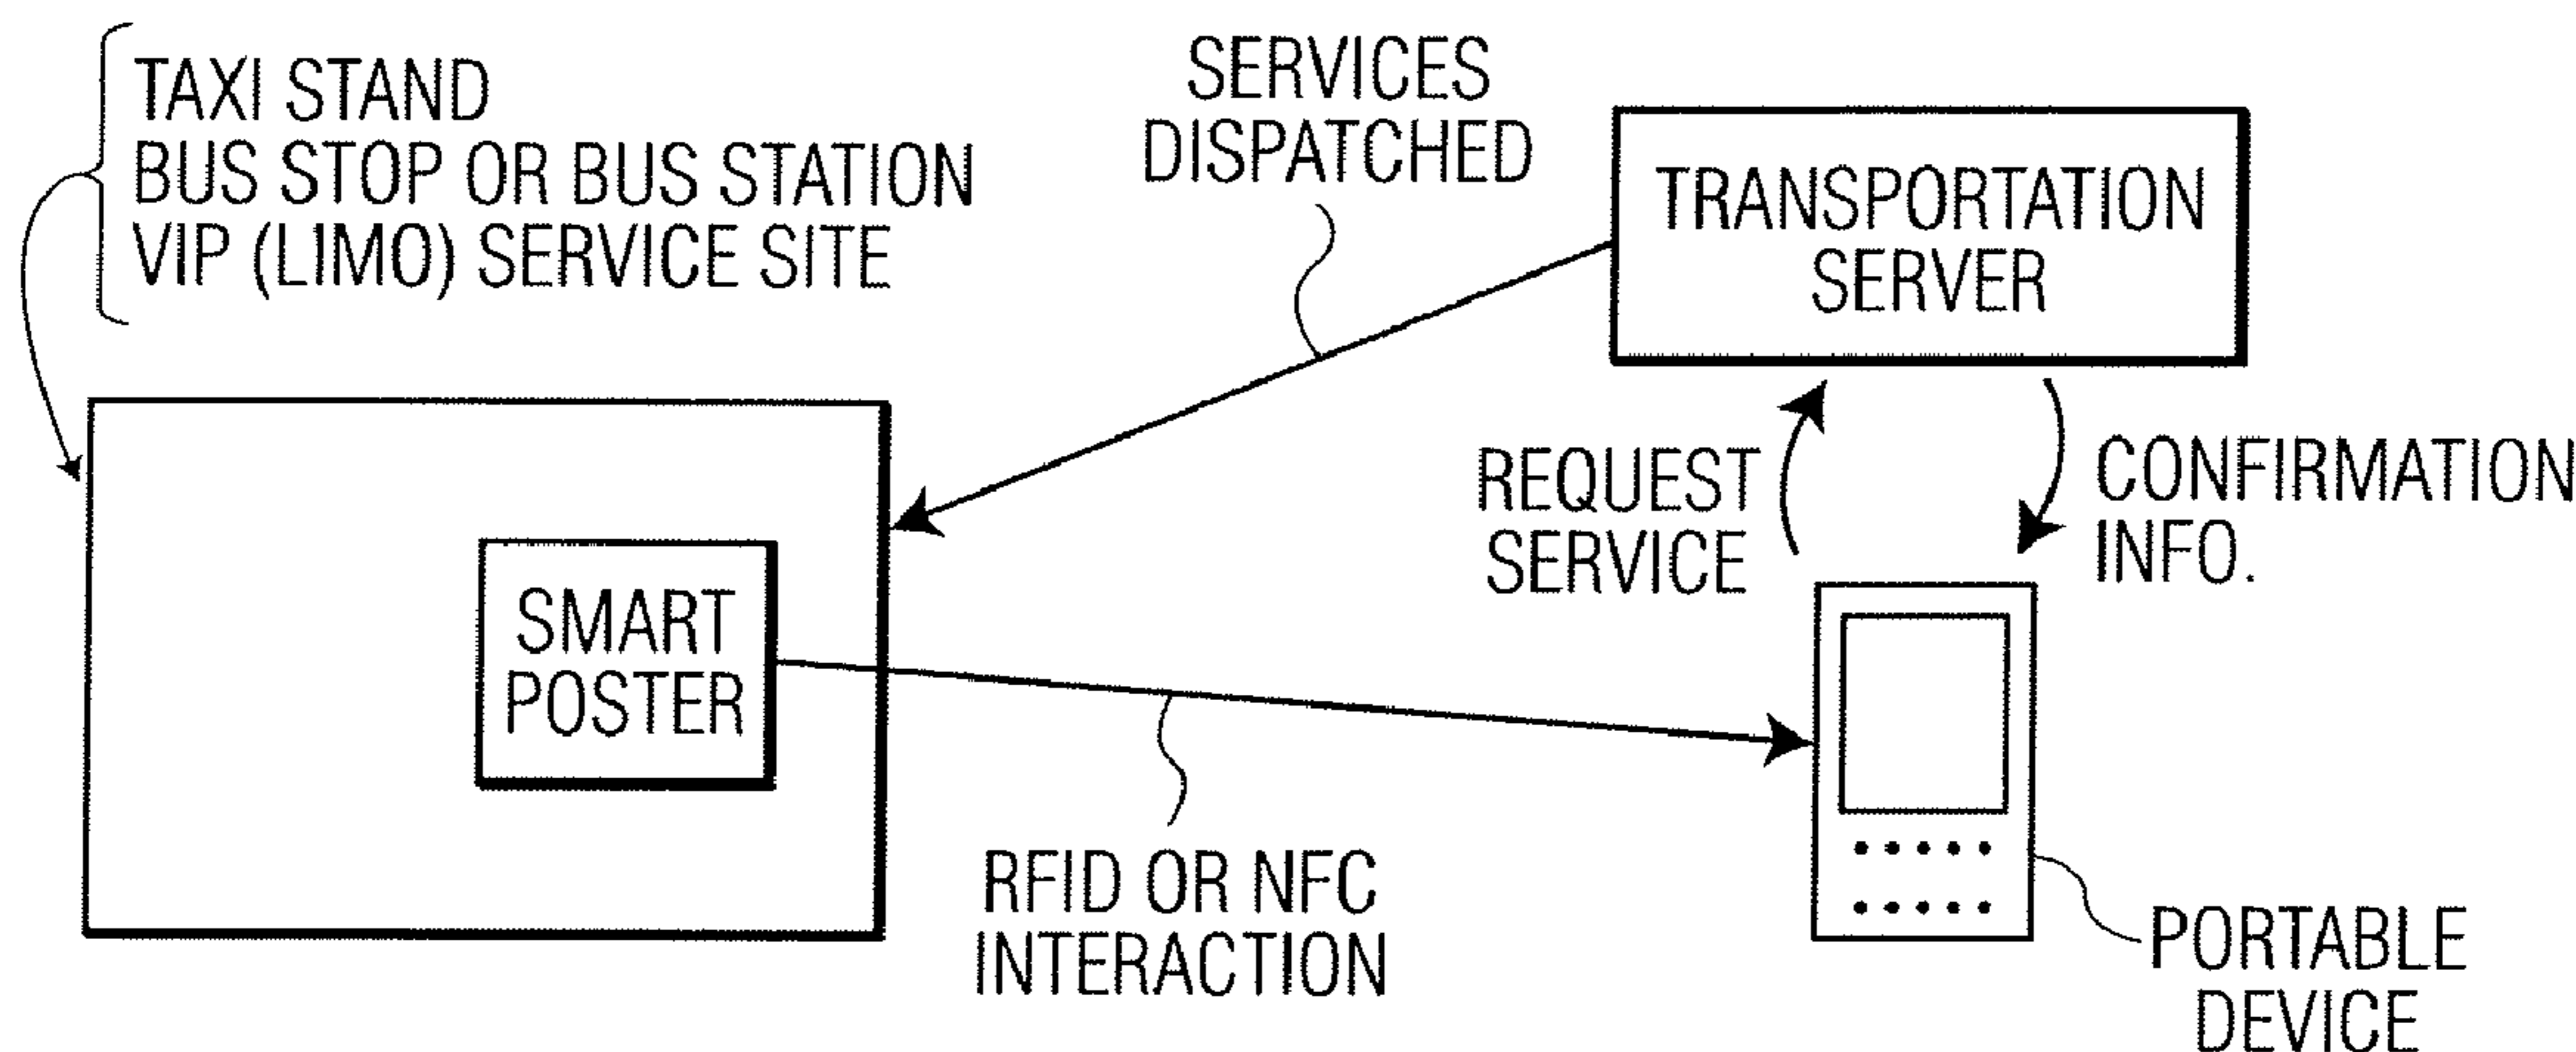 TAXI STAND
BUS STOP OR BUS STATION
VIP (LIMO) SERVICE SITE
SERVICES
DISPATCHED
TRANSPORTATION
SERVER
REQUEST
SERVICE
CONFIRMATION
INFO.
SMART
POSTER
RFID OR NFC
INTERACTION
PORTABLE
DEVICE